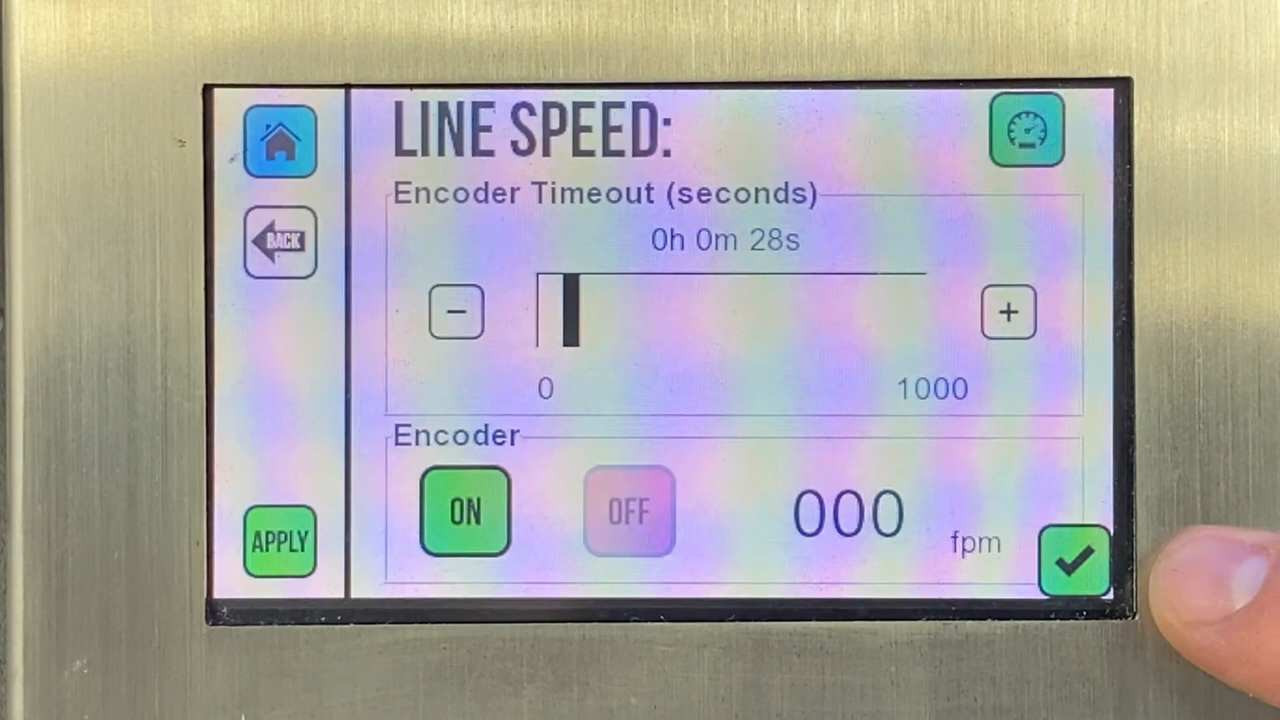 LINE SPEED:
BACK
Encoder Timeout (seconds)
0h 0m 28s
− +
0 1000
Encoder
ON OFF 000 fpm
APPLY